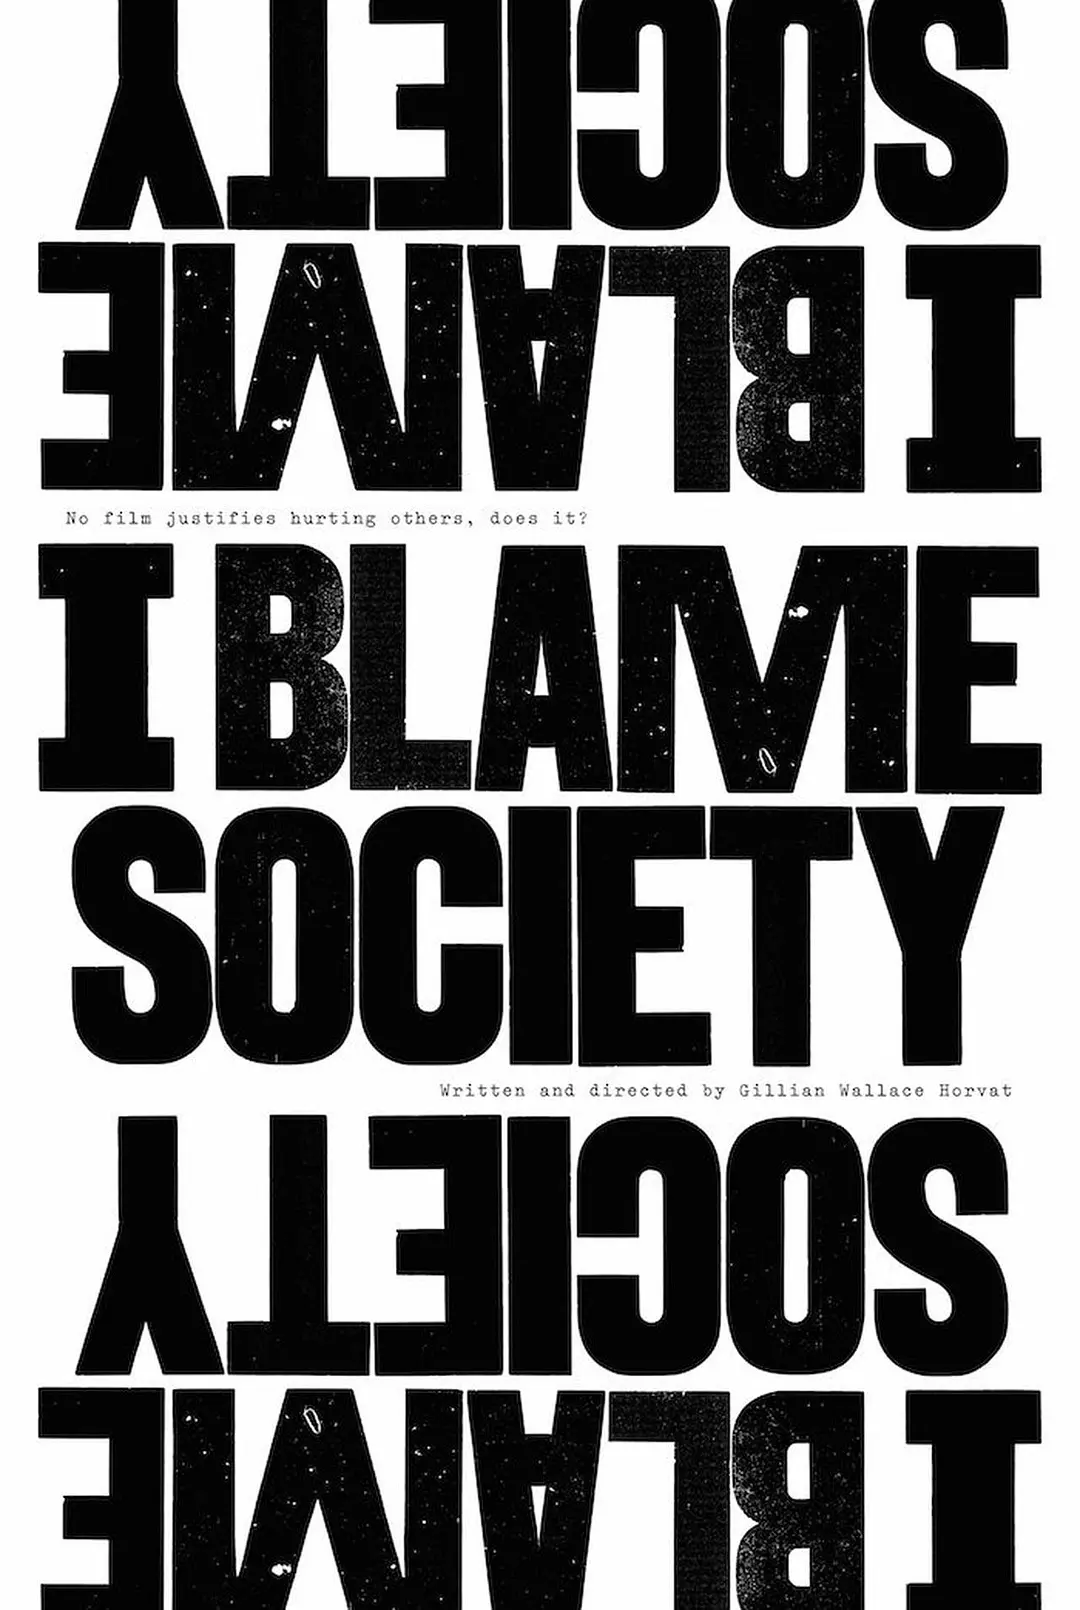 SOCIETY
I BLAME
No film justifies hurting others, does it?
I BLAME
SOCIETY
Written and directed by Gillian Wallace Horvat
SOCIETY
I BLAME